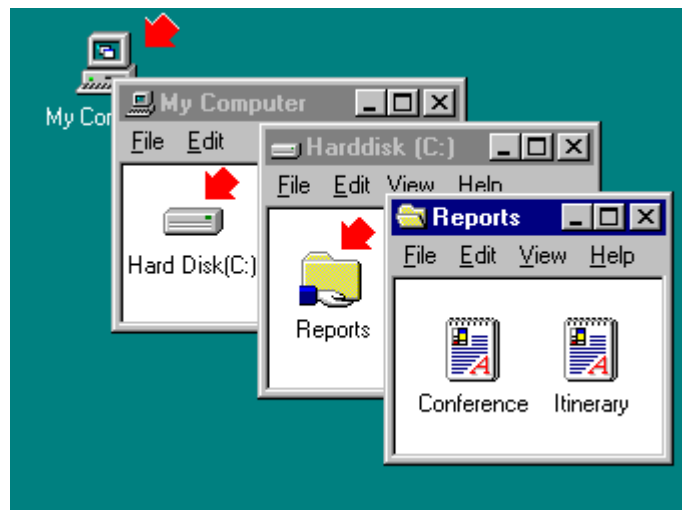 My Com
My Computer
File Edit
Hard Disk(C:)
Harddisk (C:)
File Edit View Help
Reports
Reports
File Edit View Help
Conference Itinerary